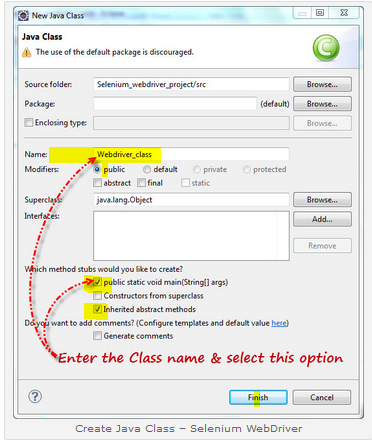 New Java Class
Java Class
The use of the default package is discouraged.
Source folder: Selenium_webdriver_project/src Browse...
Package: (default) Browse...
Enclosing type: Browse...
Name: Webdriver_class
Modifiers: public default private protected
abstract final static
Superclass: java.lang.Object Browse...
Interfaces: Add...
Remove
Which method stubs would you like to create?
public static void main(String[] args)
Constructors from superclass
Inherited abstract methods
Do you want to add comments? (Configure templates and default value here)
Generate comments
Enter the Class name & select this option
? Finish Cancel
Create Java Class – Selenium WebDriver